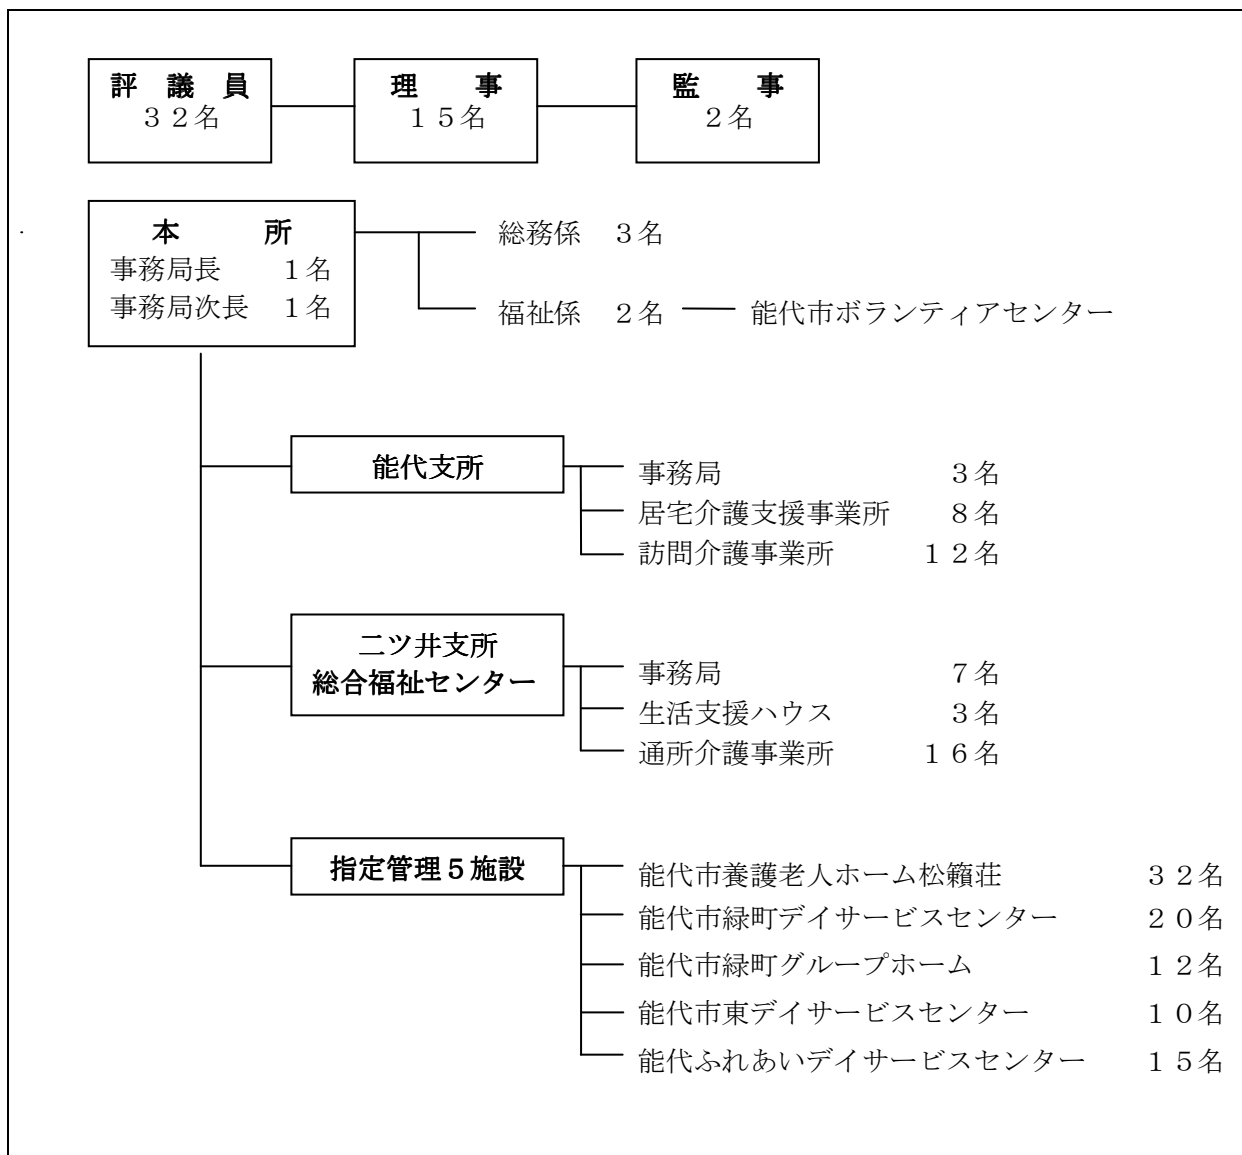 評　議　員　　理　　事　　監　　事
３２名　　１５名　　２名
本　　所
事務局長　　１名
事務局次長　１名
総務係　３名
福祉係　２名　能代市ボランティアセンター
能代支所
事務局　３名
居宅介護支援事業所　８名
訪問介護事業所　１２名
二ツ井支所
総合福祉センター
事務局　７名
生活支援ハウス　３名
通所介護事業所　１６名
指定管理５施設
能代市養護老人ホーム松籟荘　３２名
能代市緑町デイサービスセンター　２０名
能代市緑町グループホーム　１２名
能代市東デイサービスセンター　１０名
能代ふれあいデイサービスセンター　１５名